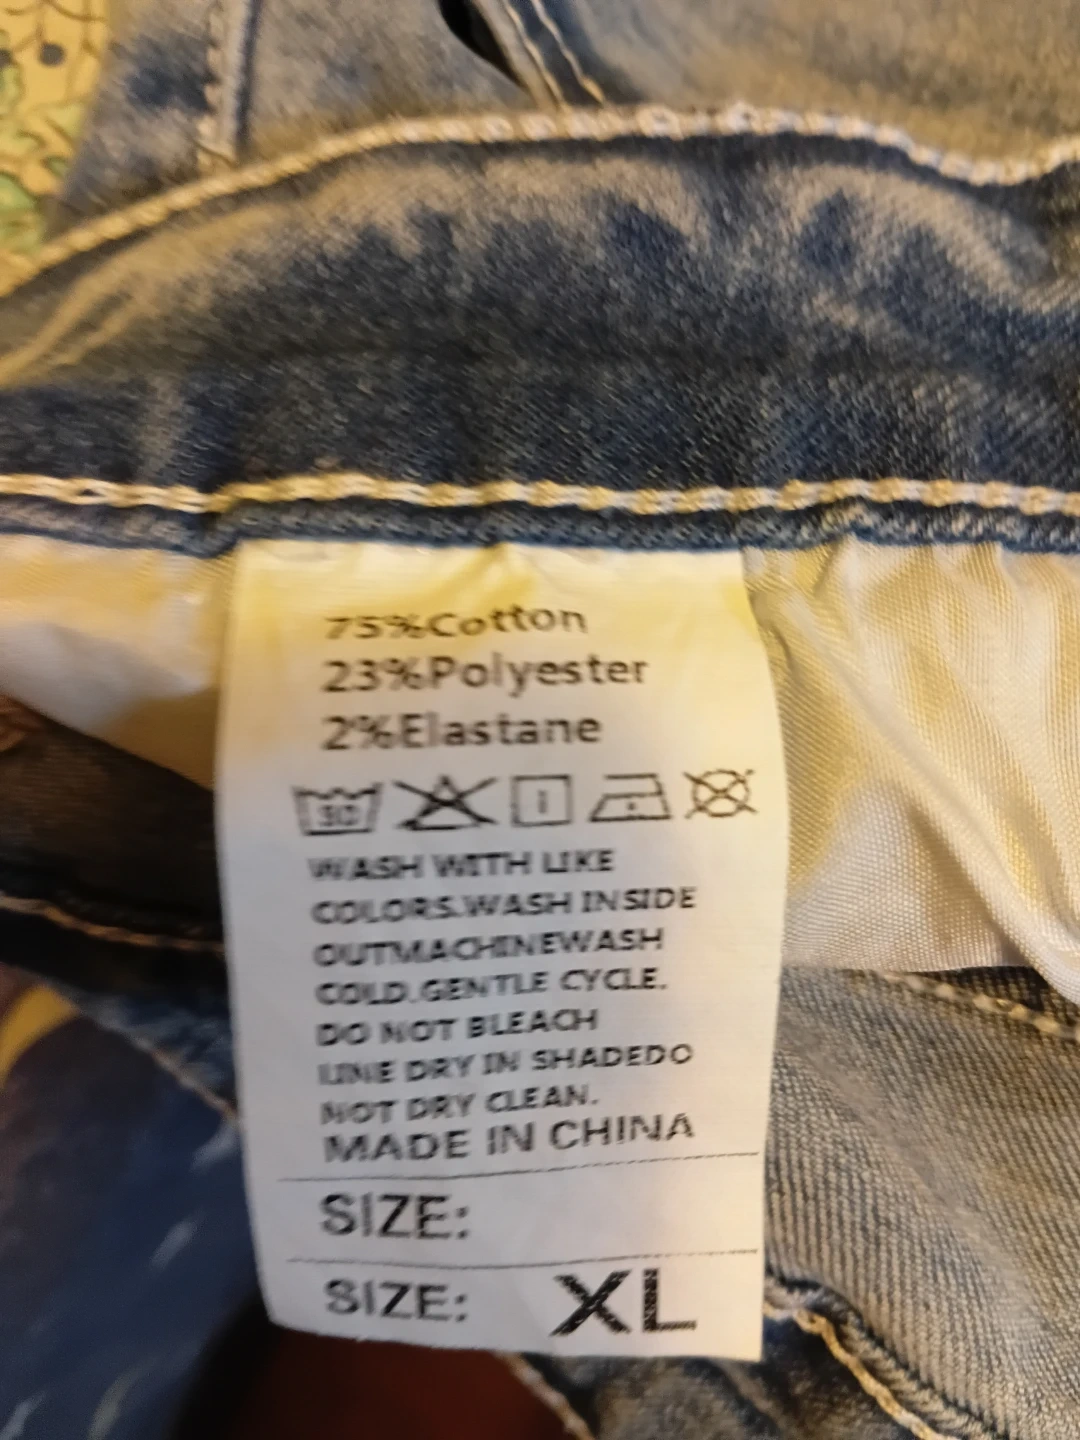 75%Cotton
23%Polyester
2%Elastane
30
WASH WITH LIKE
COLORS.WASH INSIDE
OUTMACHINEWASH
COLD.GENTLE CYCLE.
DO NOT BLEACH
LINE DRY IN SHADEDO
NOT DRY CLEAN.
MADE IN CHINA
SIZE:
SIZE: XL